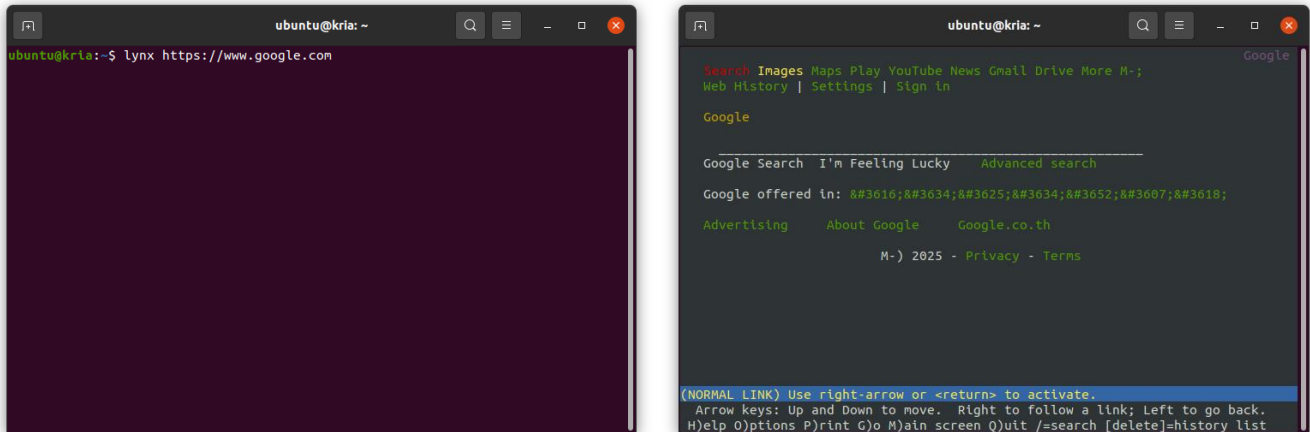 ubuntu@kria: ~
ubuntu@kria:~$ lynx https://www.google.com
ubuntu@kria: ~
Google
Search Images Maps Play YouTube News Gmail Drive More M-;
Web History | Settings | Sign in
Google
Google Search I'm Feeling Lucky Advanced search
Google offered in: &#3616;&#3634;&#3625;&#3634;&#3652;&#3607;&#3618;
Advertising About Google Google.co.th
M-) 2025 - Privacy - Terms
(NORMAL LINK) Use right-arrow or <return> to activate.
Arrow keys: Up and Down to move. Right to follow a link; Left to go back.
H)elp O)ptions P)rint G)o M)ain screen Q)uit /=search [delete]=history list